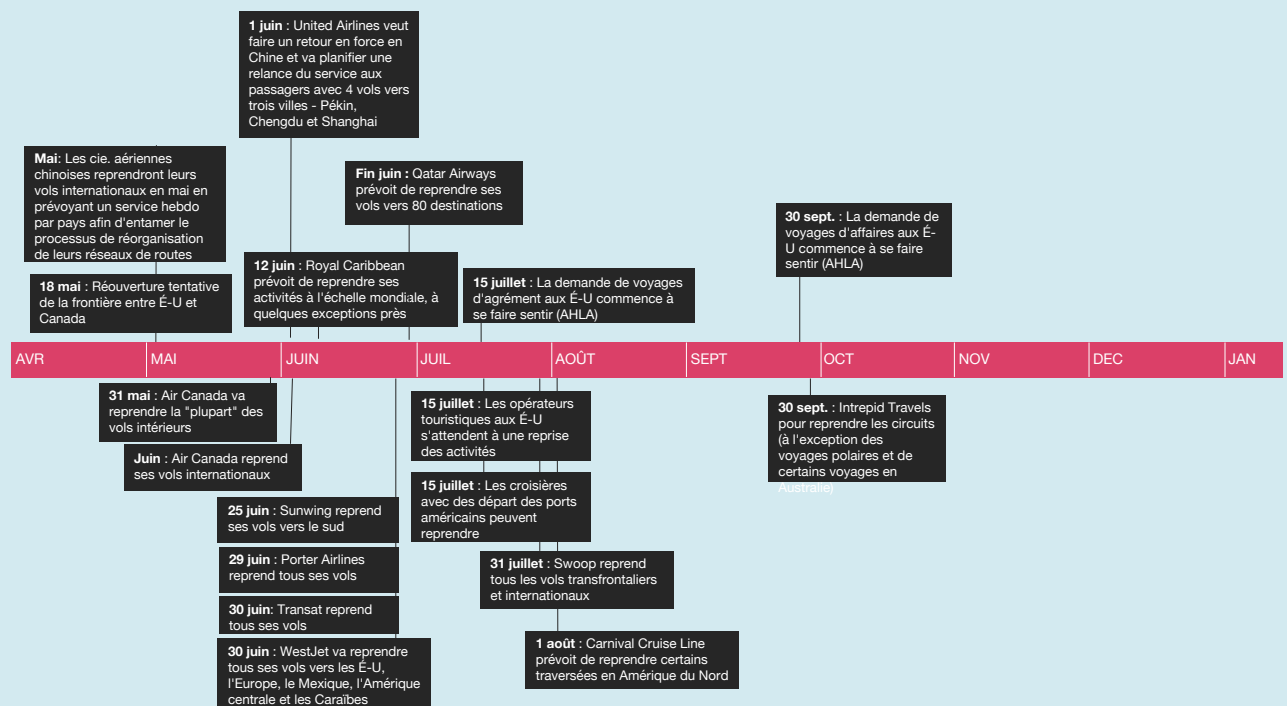 1 juin : United Airlines veut
faire un retour en force en
Chine et va planifier une
relance du service aux
passagers avec 4 vols vers
trois villes - Pékin,
Chengdu et Shanghai
Mai: Les cie. aériennes
chinoises reprendront leurs
vols internationaux en mai en
prévoyant un service hebdo
par pays afin d'entamer le
processus de réorganisation
de leurs réseaux de routes
Fin juin : Qatar Airways
prévoit de reprendre ses
vols vers 80 destinations
30 sept. : La demande de
voyages d'affaires aux É-
U commence à se faire
sentir (AHLA)
18 mai : Réouverture tentative
de la frontière entre É-U et
Canada
12 juin : Royal Caribbean
prévoit de reprendre ses
activités à l'échelle mondiale, à
quelques exceptions près
15 juillet : La demande de voyages
d'agrément aux É-U commence à
se faire sentir (AHLA)
AVR MAI JUIN JUIL AOÛT SEPT OCT NOV DEC JAN
31 mai : Air Canada va
reprendre la "plupart" des
vols intérieurs
Juin : Air Canada reprend
ses vols internationaux
25 juin : Sunwing reprend
ses vols vers le sud
29 juin : Porter Airlines
reprend tous ses vols
30 juin: Transat reprend
tous ses vols
30 juin : WestJet va reprendre
tous ses vols vers les É-U,
l'Europe, le Mexique, l'Amérique
centrale et les Caraïbes
15 juillet : Les opérateurs
touristiques aux É-U
s'attendent à une reprise
des activités
15 juillet : Les croisières
avec des départ des ports
américains peuvent
reprendre
31 juillet : Swoop reprend
tous les vols transfrontaliers
et internationaux
1 août : Carnival Cruise Line
prévoit de reprendre certains
traversées en Amérique du Nord
30 sept. : Intrepid Travels
pour reprendre les circuits
(à l'exception des
voyages polaires et de
certains voyages en
Australie)